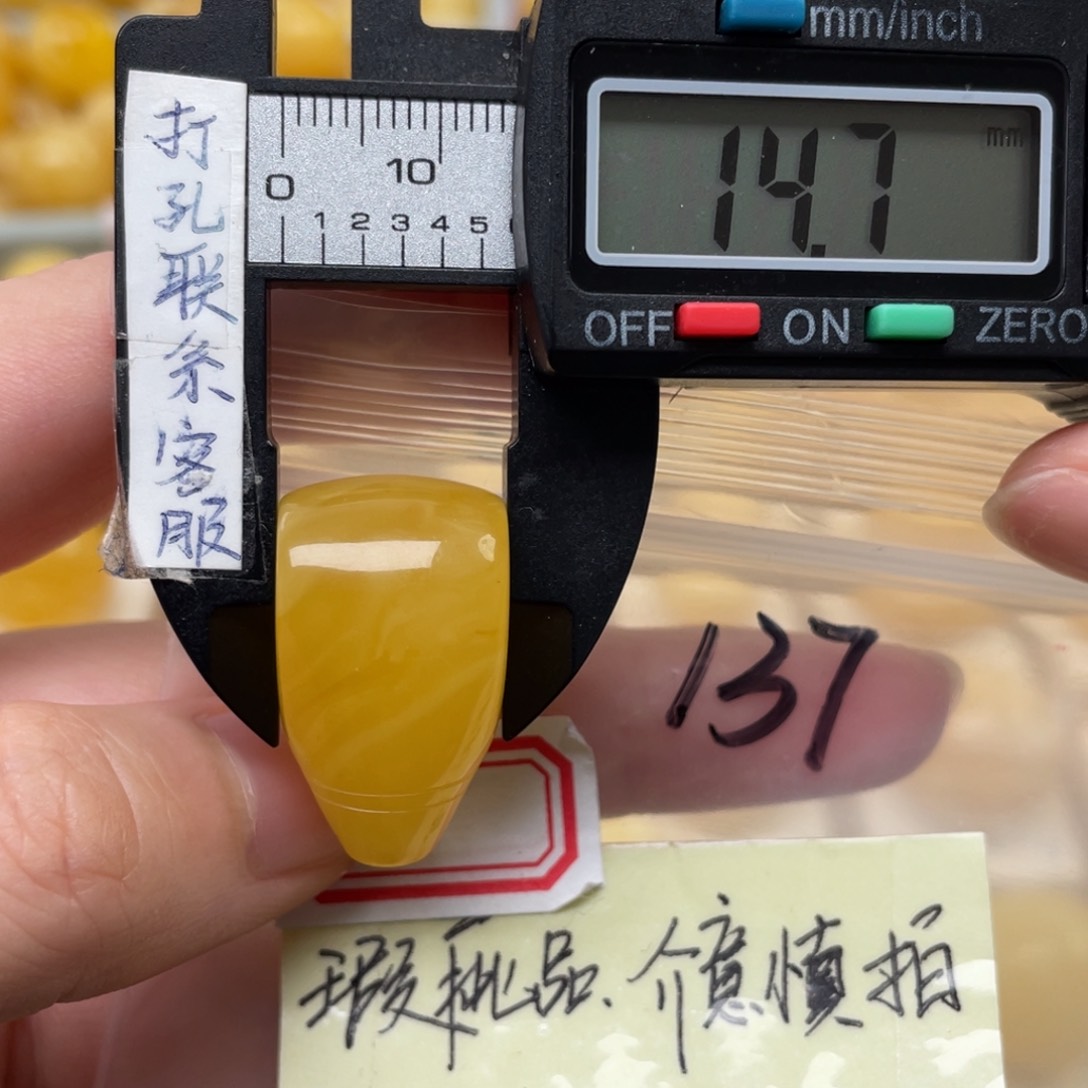 mm/inch
打孔联系客服
0 10
1 2 3 4 5
14.7 mm
OFF ON ZERO
137
瑕疵品、介意慎拍